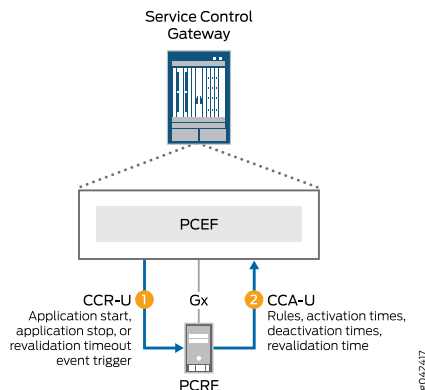 Service Control
Gateway
PCEF
CCR-U 1
Application start,
application stop, or
revalidation timeout
event trigger
Gx
2 CCA-U
Rules, activation times,
deactivation times,
revalidation time
PCRF
g042417